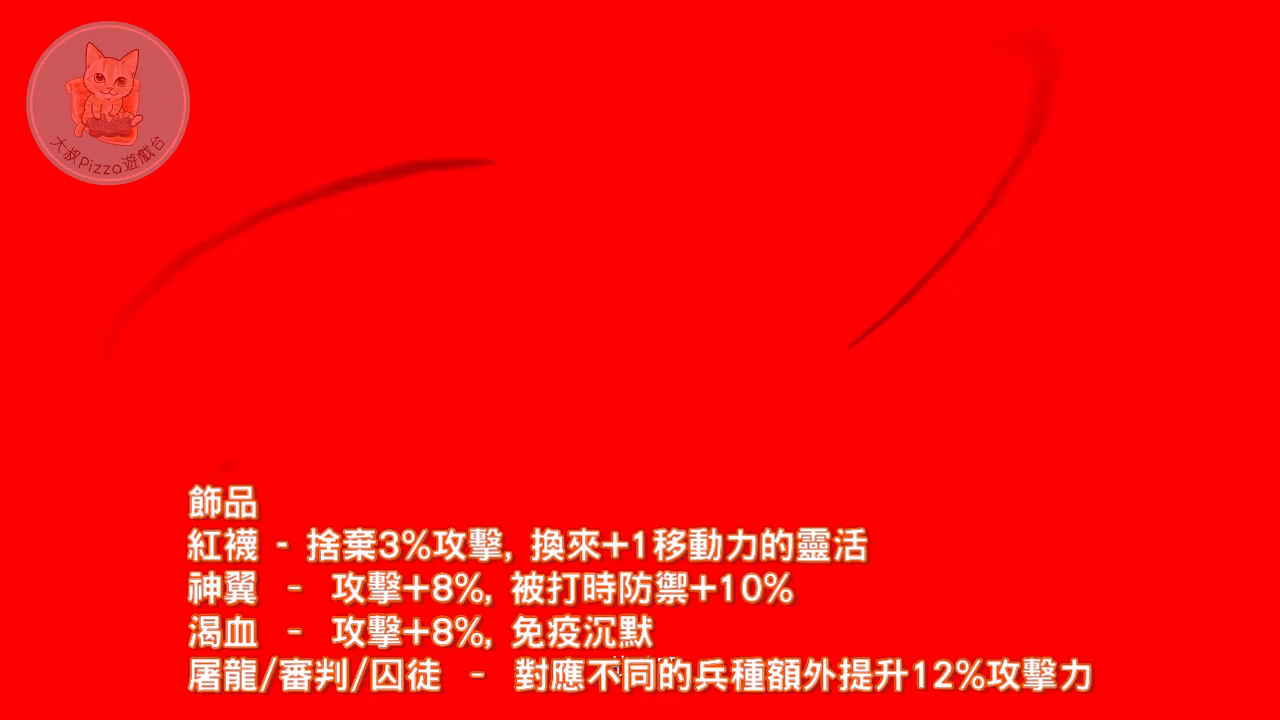 大叔Pizza遊戲台
飾品
紅襪 - 捨棄3%攻擊, 換來+1移動力的靈活
神翼 - 攻擊+8%, 被打時防禦+10%
渴血 - 攻擊+8%, 免疫沉默
屠龍/審判/囚徒 - 對應不同的兵種額外提升12%攻擊力